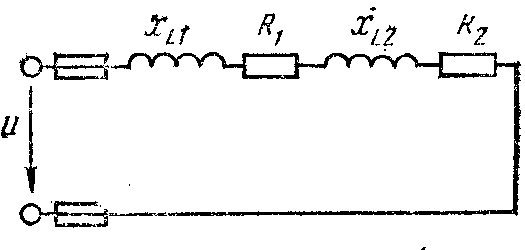 x_{L1} R_1 x_{L2} R_2
U